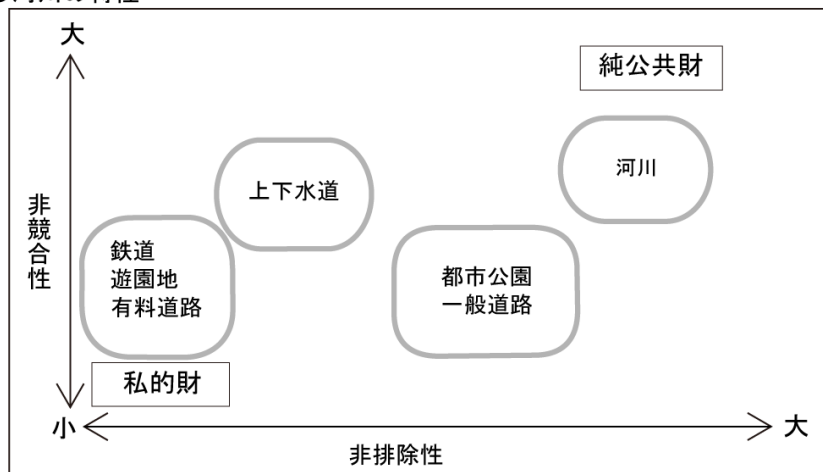 大
純公共財
河川
上下水道
非競合性
鉄道
遊園地
有料道路
都市公園
一般道路
私的財
小
大
非排除性